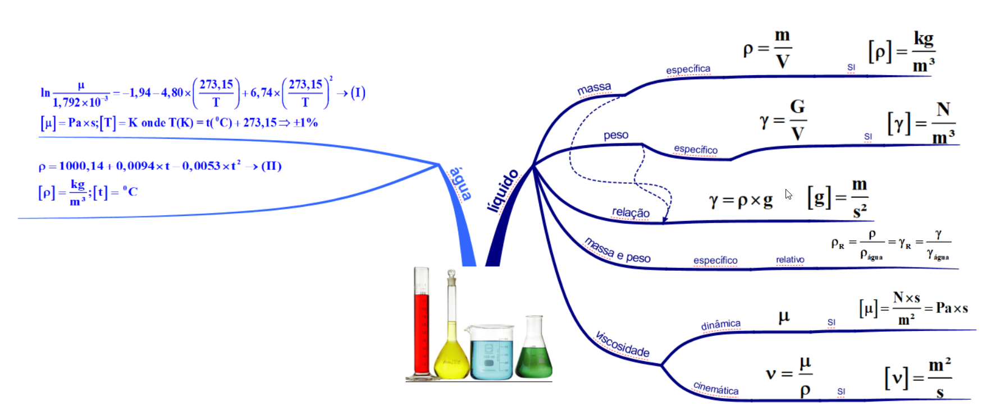 ln μ/(1,792×10⁻³) = −1,94 − 4,80×(273,15/T) + 6,74×(273,15/T)² → (I)
[μ] = Pa×s;[T] = K onde T(K) = t(⁰C) + 273,15 ⇒ ±1%
ρ = 1000,14 + 0,0094×t − 0,0053×t² → (II)
[ρ] = kg/m³;[t] = ⁰C
água
líquido
massa
específica
ρ = m/V
SI
[ρ] = kg/m³
peso
específico
γ = G/V
SI
[γ] = N/m³
relação
γ = ρ×g
[g] = m/s²
massa e peso
específico
relativo
ρR = ρ/ρágua = γR = γ/γágua
viscosidade
dinâmica
μ
SI
[μ] = N×s/m² = Pa×s
cinemática
ν = μ/ρ
SI
[ν] = m²/s